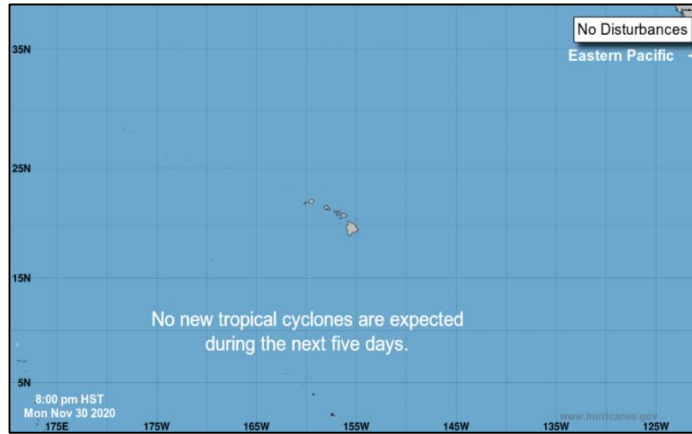 No Disturbances
35N
Eastern Pacific
25N
15N
No new tropical cyclones are expected
during the next five days.
5N
8:00 pm HST
Mon Nov 30 2020
www.hurricanes.gov
175E
175W
165W
155W
145W
135W
125W